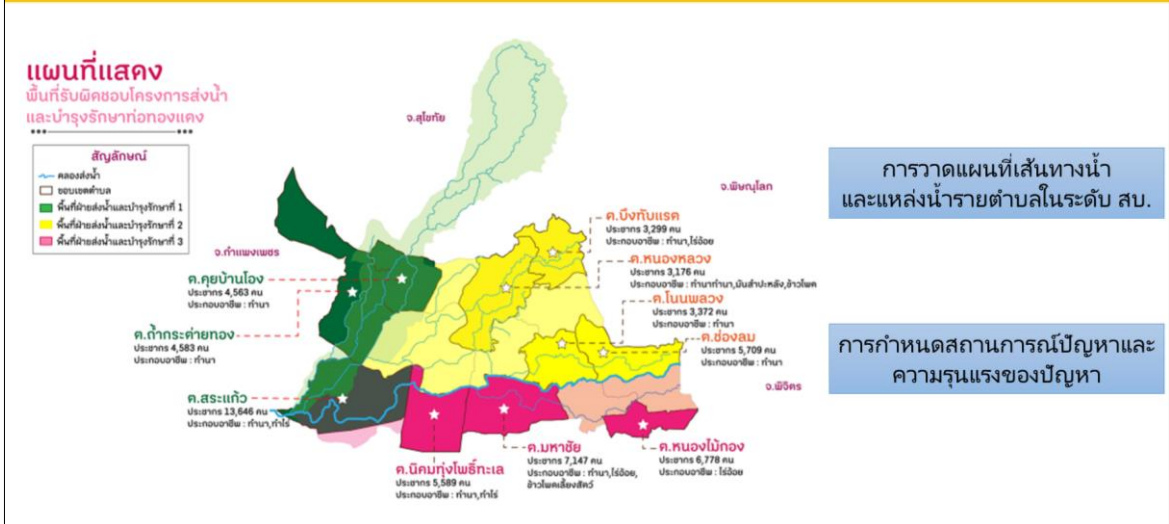 แผนที่แสดง
พื้นที่รับผิดชอบโครงการส่งน้ำ
และบำรุงรักษาท่อทองแดง
สัญลักษณ์
คลองส่งน้ำ
ขอบเขตตำบล
พื้นที่ฝ่ายส่งน้ำและบำรุงรักษาที่ 1
พื้นที่ฝ่ายส่งน้ำและบำรุงรักษาที่ 2
พื้นที่ฝ่ายส่งน้ำและบำรุงรักษาที่ 3
จ.สุโขทัย
จ.พิษณุโลก
จ.กำแพงเพชร
จ.พิจิตร
ต.คุยบ้านโอง
ประชากร 4,563 คน
ประกอบอาชีพ : ทำนา
ต.ถ้ำกระต่ายทอง
ประชากร 4,583 คน
ประกอบอาชีพ : ทำนา
ต.สระแก้ว
ประชากร 13,646 คน
ประกอบอาชีพ : ทำนา,ทำไร่
ต.บึงทับแรต
ประชากร 3,299 คน
ประกอบอาชีพ : ทำนา,ไร่อ้อย
ต.หนองหลวง
ประชากร 3,176 คน
ประกอบอาชีพ : ทำนาทำนา,มันสำปะหลัง,ข้าวโพด
ต.โนนพลวง
ประชากร 3,372 คน
ประกอบอาชีพ : ทำนา
ต.ช่องลม
ประชากร 5,709 คน
ประกอบอาชีพ : ทำนา
ต.นิคมทุ่งโพธิ์ทะเล
ประชากร 5,589 คน
ประกอบอาชีพ : ทำนา,ทำไร่
ต.มหาชัย
ประชากร 7,147 คน
ประกอบอาชีพ : ทำนา,ไร่อ้อย,
ข้าวโพดเลี้ยงสัตว์
ต.หนองไม้กอง
ประชากร 6,778 คน
ประกอบอาชีพ : ไร่อ้อย
การวาดแผนที่เส้นทางน้ำ
และแหล่งน้ำรายตำบลในระดับ สบ.
การกำหนดสถานการณ์ปัญหาและ
ความรุนแรงของปัญหา